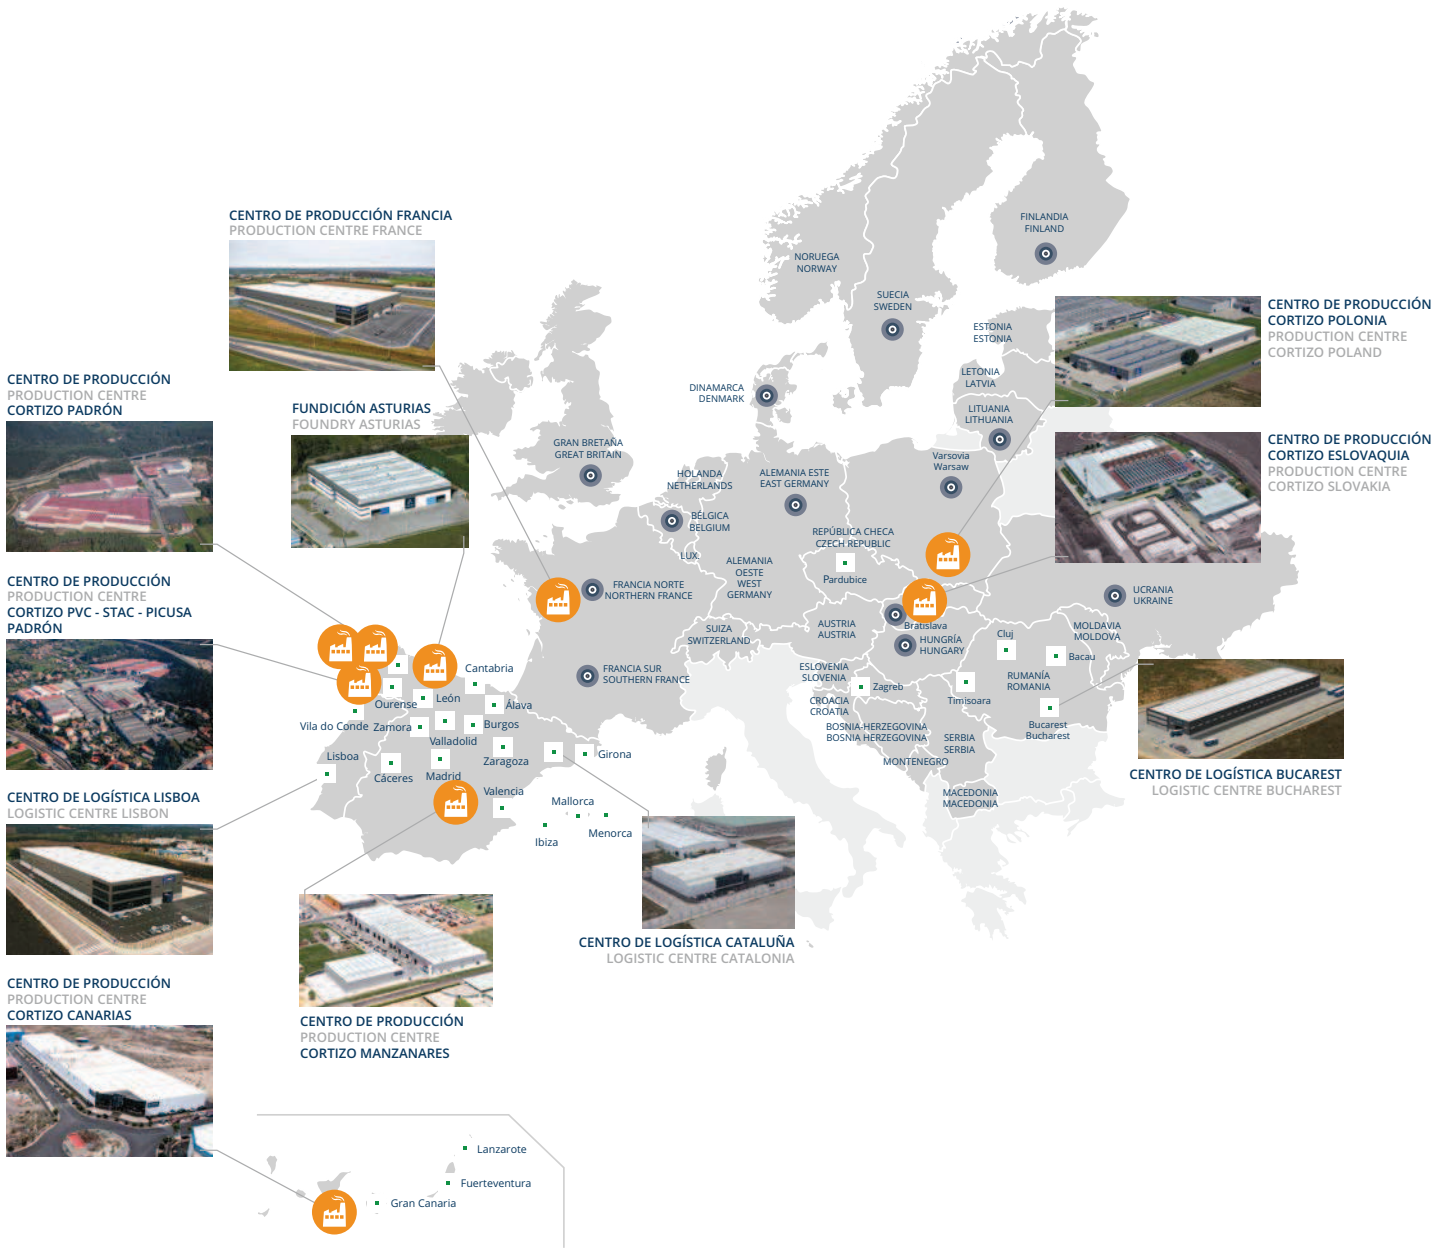 CENTRO DE PRODUCCIÓN FRANCIA
PRODUCTION CENTRE FRANCE
CENTRO DE PRODUCCIÓN
PRODUCTION CENTRE
CORTIZO PADRÓN
FUNDICIÓN ASTURIAS
FOUNDRY ASTURIAS
CENTRO DE PRODUCCIÓN
PRODUCTION CENTRE
CORTIZO PVC - STAC - PICUSA
PADRÓN
CENTRO DE LOGÍSTICA LISBOA
LOGISTIC CENTRE LISBON
CENTRO DE PRODUCCIÓN
PRODUCTION CENTRE
CORTIZO CANARIAS
CENTRO DE PRODUCCIÓN
PRODUCTION CENTRE
CORTIZO MANZANARES
CENTRO DE LOGÍSTICA CATALUÑA
LOGISTIC CENTRE CATALONIA
CENTRO DE PRODUCCIÓN
CORTIZO POLONIA
PRODUCTION CENTRE
CORTIZO POLAND
CENTRO DE PRODUCCIÓN
CORTIZO ESLOVAQUIA
PRODUCTION CENTRE
CORTIZO SLOVAKIA
CENTRO DE LOGÍSTICA BUCAREST
LOGISTIC CENTRE BUCHAREST
FINLANDIA
FINLAND
NORUEGA
NORWAY
SUECIA
SWEDEN
ESTONIA
ESTONIA
LETONIA
LATVIA
LITUANIA
LITHUANIA
DINAMARCA
DENMARK
GRAN BRETAÑA
GREAT BRITAIN
HOLANDA
NETHERLANDS
ALEMANIA ESTE
EAST GERMANY
Varsovia
Warsaw
BÉLGICA
BELGIUM
REPÚBLICA CHECA
CZECH REPUBLIC
Pardubice
LUX.
ALEMANIA
OESTE
WEST
GERMANY
FRANCIA NORTE
NORTHERN FRANCE
UCRANIA
UKRAINE
SUIZA
SWITZERLAND
AUSTRIA
AUSTRIA
Bratislava
HUNGRÍA
HUNGARY
Cluj
MOLDAVIA
MOLDOVA
Bacau
FRANCIA SUR
SOUTHERN FRANCE
ESLOVENIA
SLOVENIA
Zagreb
RUMANÍA
ROMANIA
Timisoara
CROACIA
CROATIA
Bucarest
Bucharest
BOSNIA-HERZEGOVINA
BOSNIA HERZEGOVINA
SERBIA
SERBIA
MONTENEGRO
MACEDONIA
MACEDONIA
Cantabria
Ourense
León
Álava
Vila do Conde
Zamora
Burgos
Valladolid
Lisboa
Cáceres
Madrid
Zaragoza
Girona
Valencia
Mallorca
Menorca
Ibiza
Lanzarote
Fuerteventura
Gran Canaria